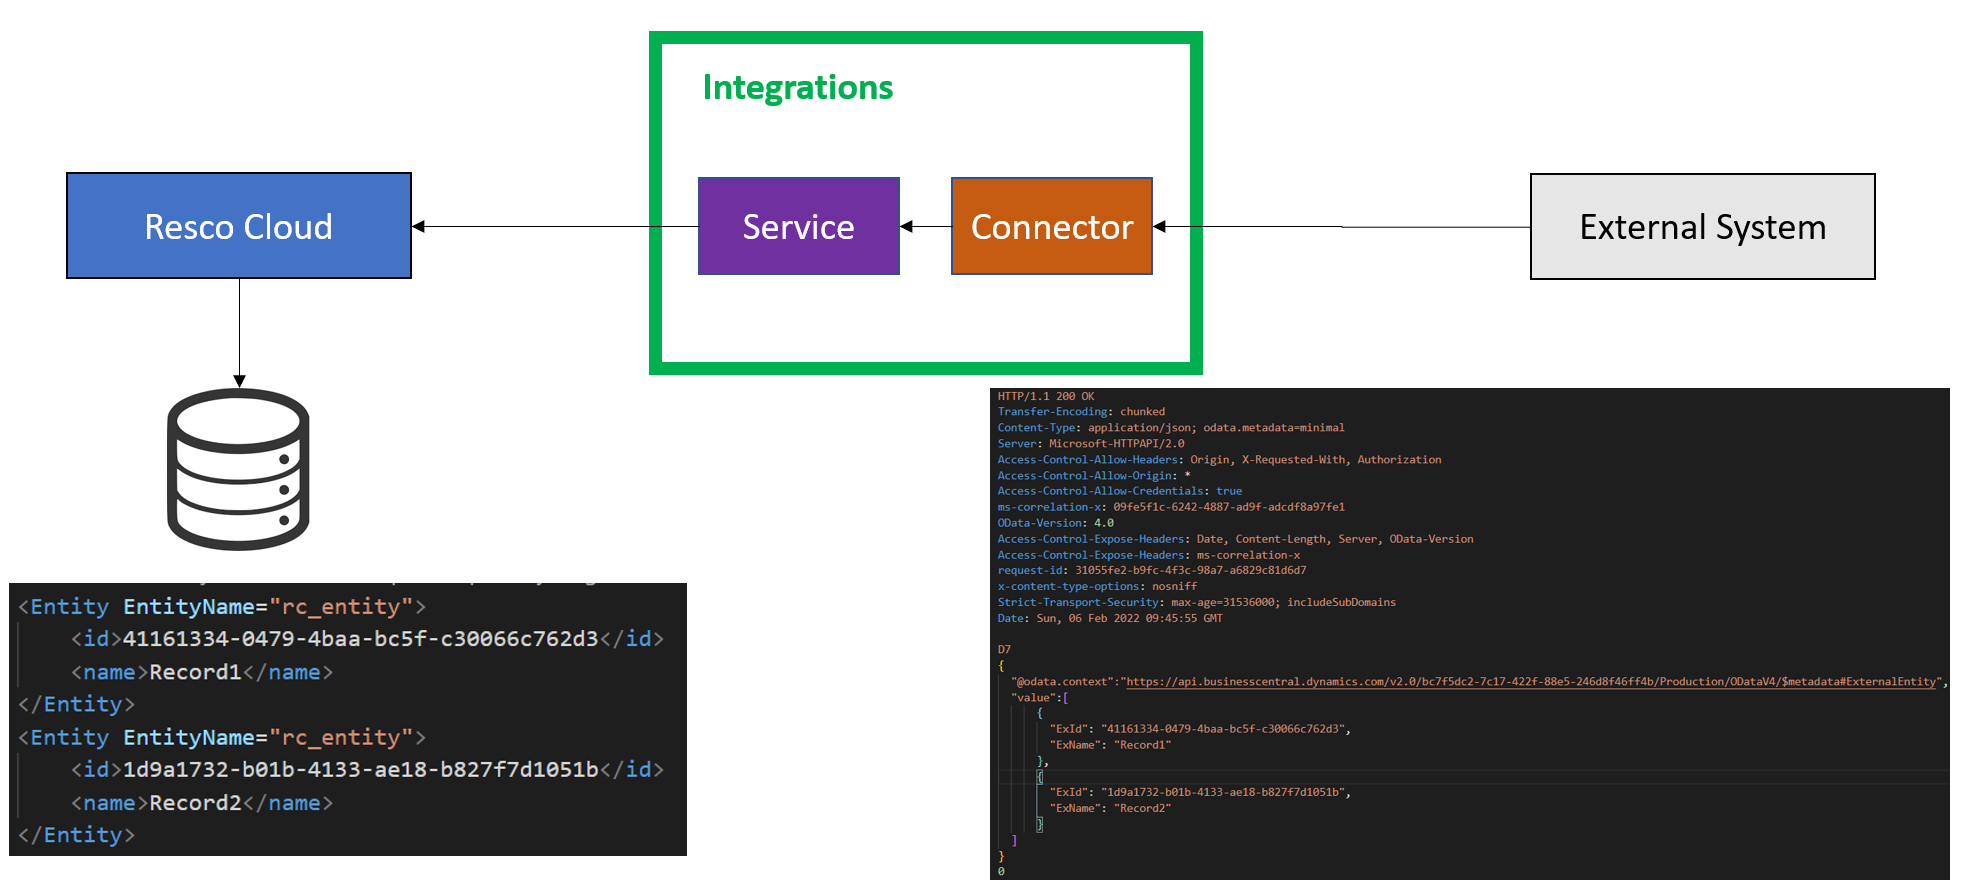 Integrations
Resco Cloud
Service
Connector
External System
<Entity EntityName="rc_entity">
<id>41161334-0479-4baa-bc5f-c30066c762d3</id>
<name>Record1</name>
</Entity>
<Entity EntityName="rc_entity">
<id>1d9a1732-b01b-4133-ae18-b827f7d1051b</id>
<name>Record2</name>
</Entity>
HTTP/1.1 200 OK
Transfer-Encoding: chunked
Content-Type: application/json; odata.metadata=minimal
Server: Microsoft-HTTPAPI/2.0
Access-Control-Allow-Headers: Origin, X-Requested-With, Authorization
Access-Control-Allow-Origin: *
Access-Control-Allow-Credentials: true
ms-correlation-x: 09fe5f1c-6242-4887-ad9f-adcdf8a97fe1
OData-Version: 4.0
Access-Control-Expose-Headers: Date, Content-Length, Server, OData-Version
Access-Control-Expose-Headers: ms-correlation-x
request-id: 31055fe2-b9fc-4f3c-98a7-a6829c81d6d7
x-content-type-options: nosniff
Strict-Transport-Security: max-age=31536000; includeSubDomains
Date: Sun, 06 Feb 2022 09:45:55 GMT
D7
{
"@odata.context":"https://api.businesscentral.dynamics.com/v2.0/bc7f5dc2-7c17-422f-88e5-246d8f46ff4b/Production/ODataV4/$metadata#ExternalEntity",
"value":[
{
"ExId": "41161334-0479-4baa-bc5f-c30066c762d3",
"ExName": "Record1"
},
{
"ExId": "1d9a1732-b01b-4133-ae18-b827f7d1051b",
"ExName": "Record2"
}
]
}
0